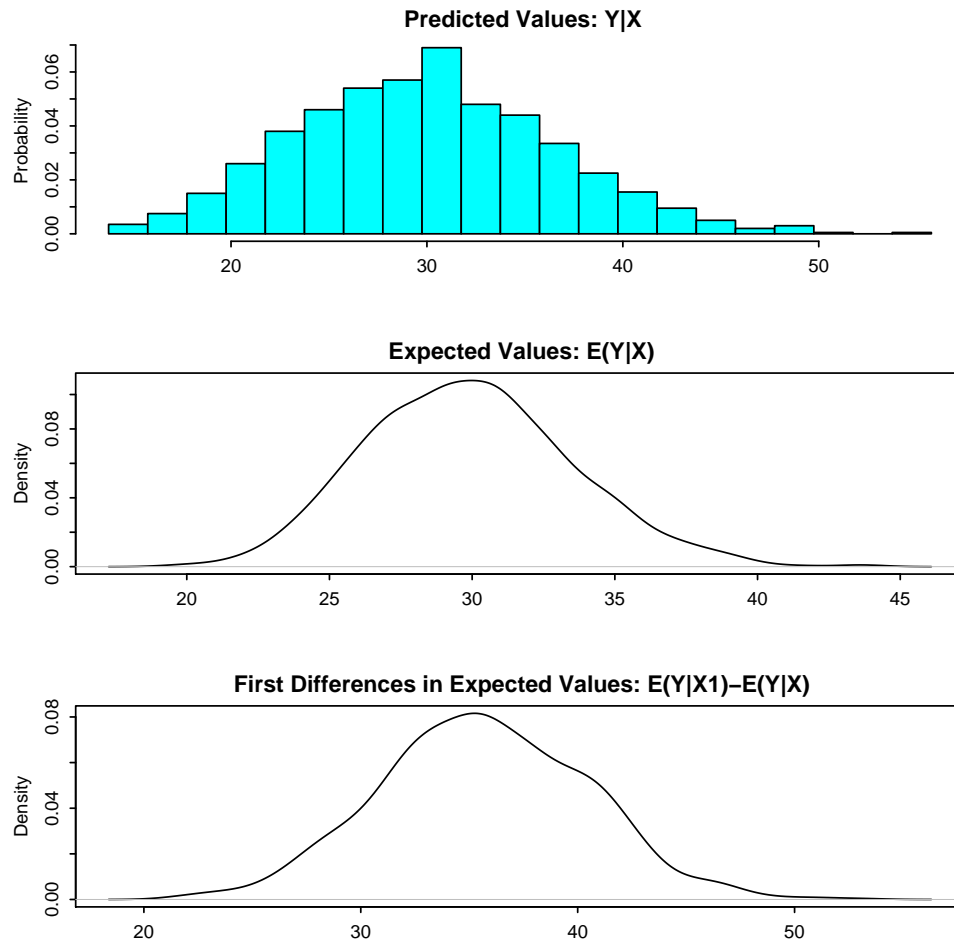 Predicted Values: Y|X
Probability
0.00 0.02 0.04 0.06
20 30 40 50
Expected Values: E(Y|X)
Density
0.00 0.04 0.08
20 25 30 35 40 45
First Differences in Expected Values: E(Y|X1)−E(Y|X)
Density
0.00 0.04 0.08
20 30 40 50